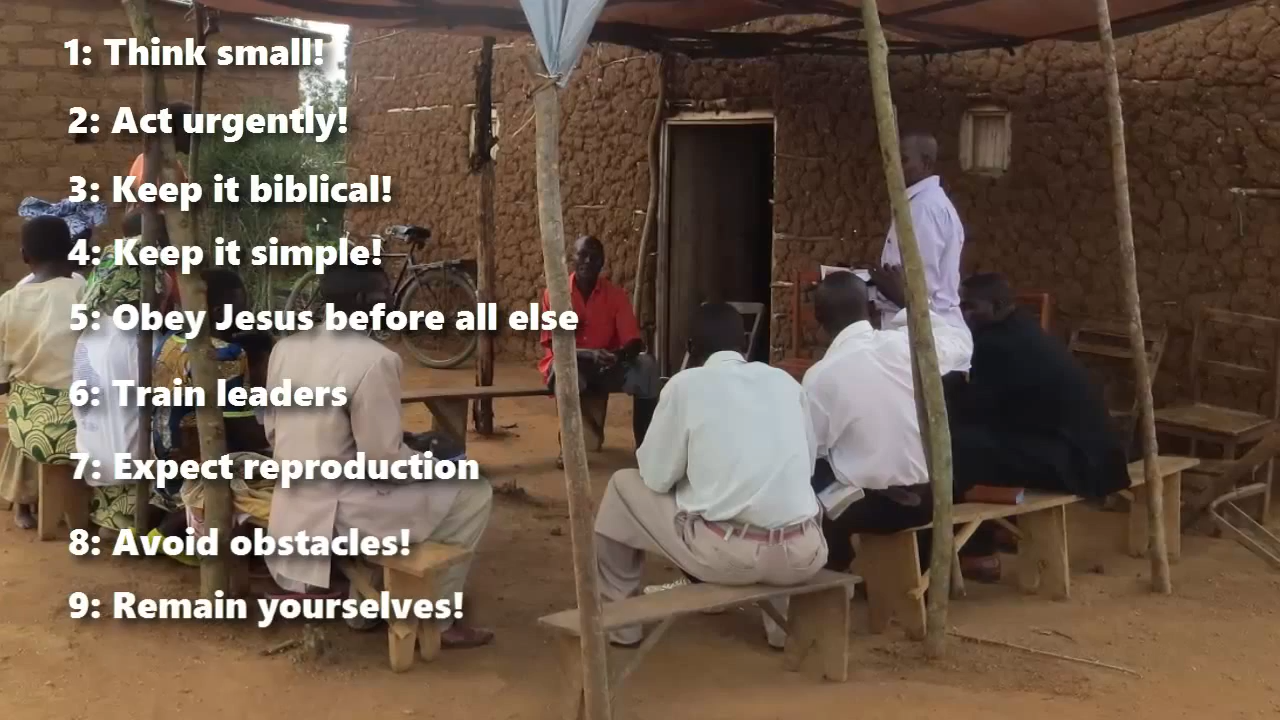 1: Think small!
2: Act urgently!
3: Keep it biblical!
4: Keep it simple!
5: Obey Jesus before all else
6: Train leaders
7: Expect reproduction
8: Avoid obstacles!
9: Remain yourselves!